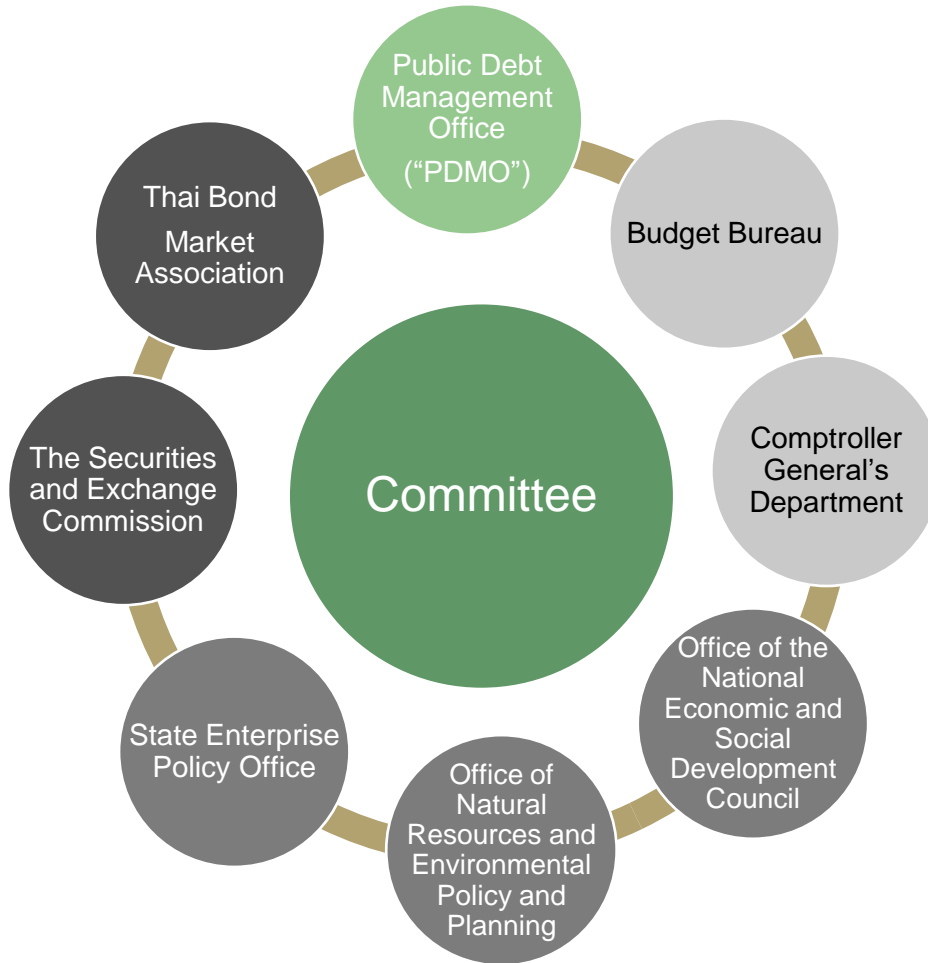 Public Debt
Management
Office
(“PDMO”)
Budget Bureau
Comptroller
General’s
Department
Office of the
National
Economic and
Social
Development
Council
Office of
Natural
Resources and
Environmental
Policy and
Planning
State Enterprise
Policy Office
The Securities
and Exchange
Commission
Thai Bond
Market
Association
Committee